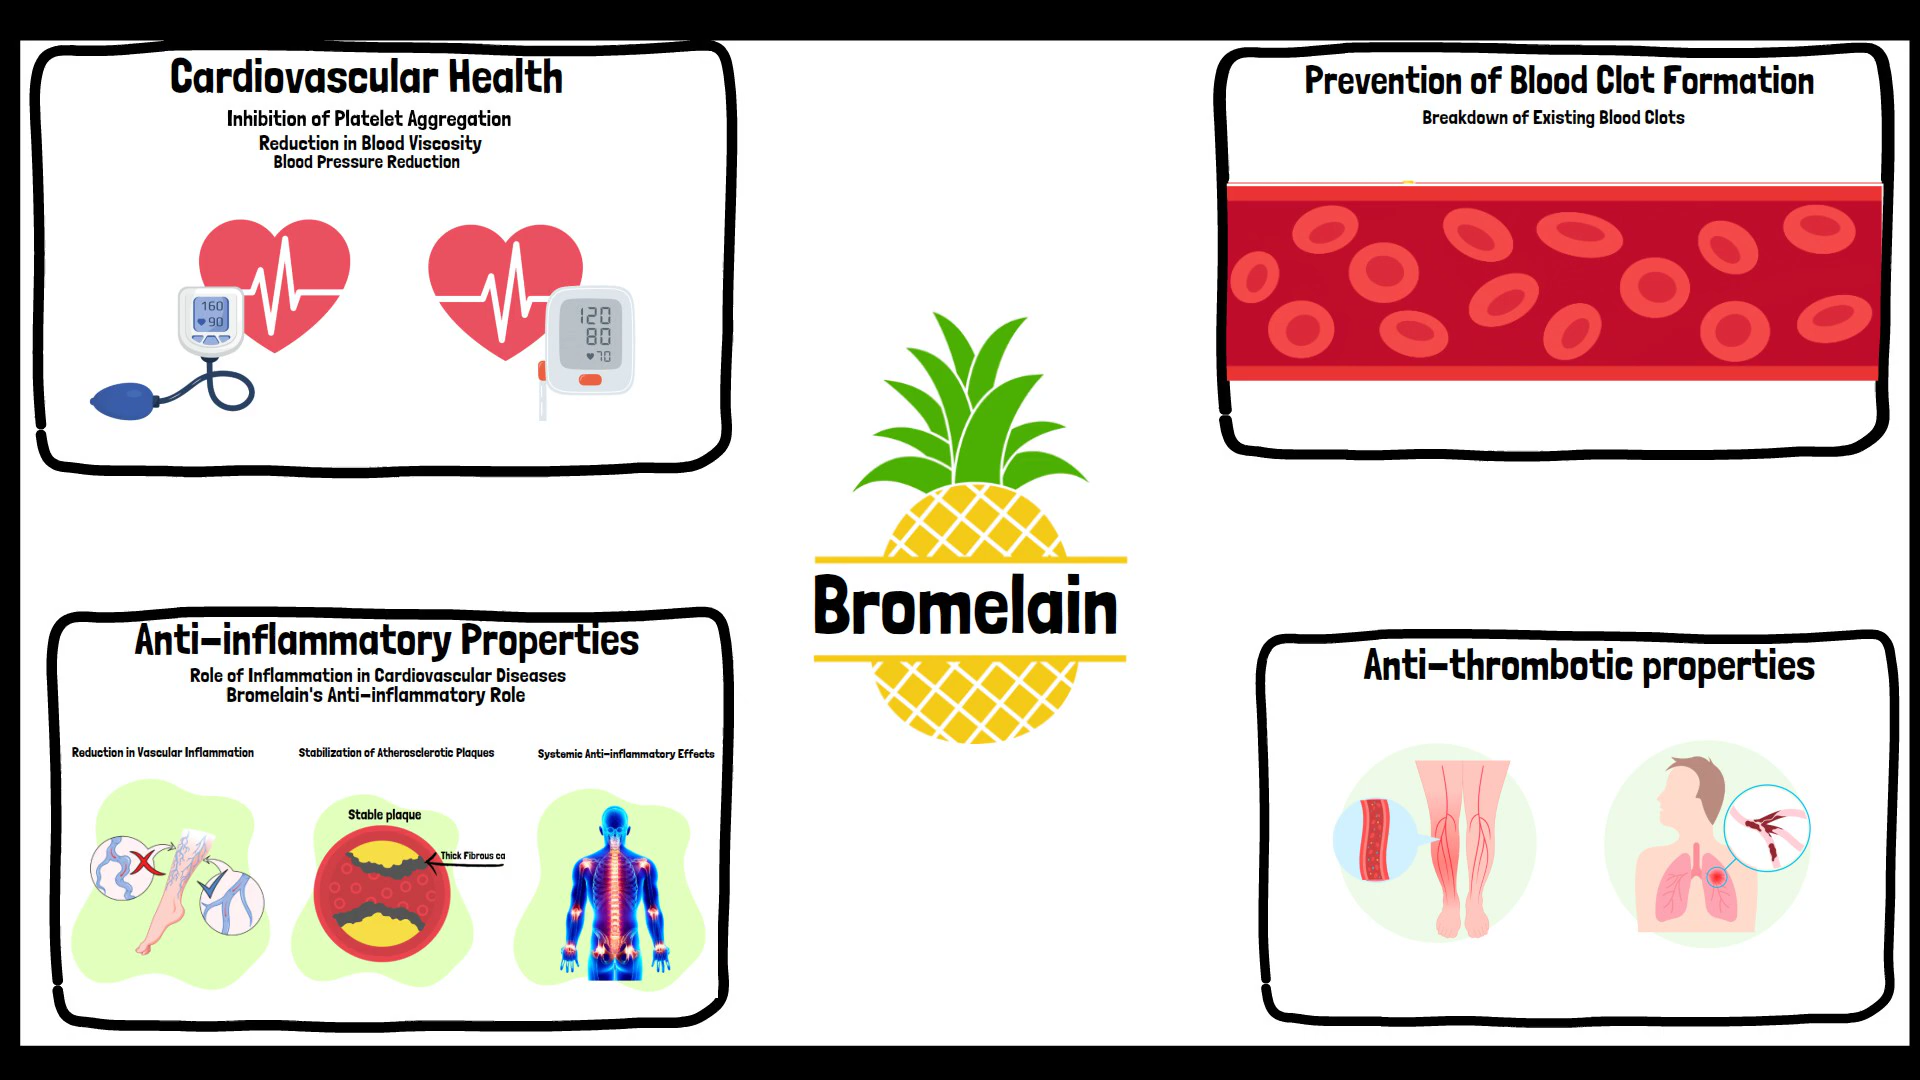 Cardiovascular Health
Inhibition of Platelet Aggregation
Reduction in Blood Viscosity
Blood Pressure Reduction
160
90
120
80
70
Prevention of Blood Clot Formation
Breakdown of Existing Blood Clots
Bromelain
Anti-inflammatory Properties
Role of Inflammation in Cardiovascular Diseases
Bromelain's Anti-inflammatory Role
Reduction in Vascular Inflammation
Stabilization of Atherosclerotic Plaques
Systemic Anti-inflammatory Effects
Stable plaque
Thick Fibrous ca
Anti-thrombotic properties